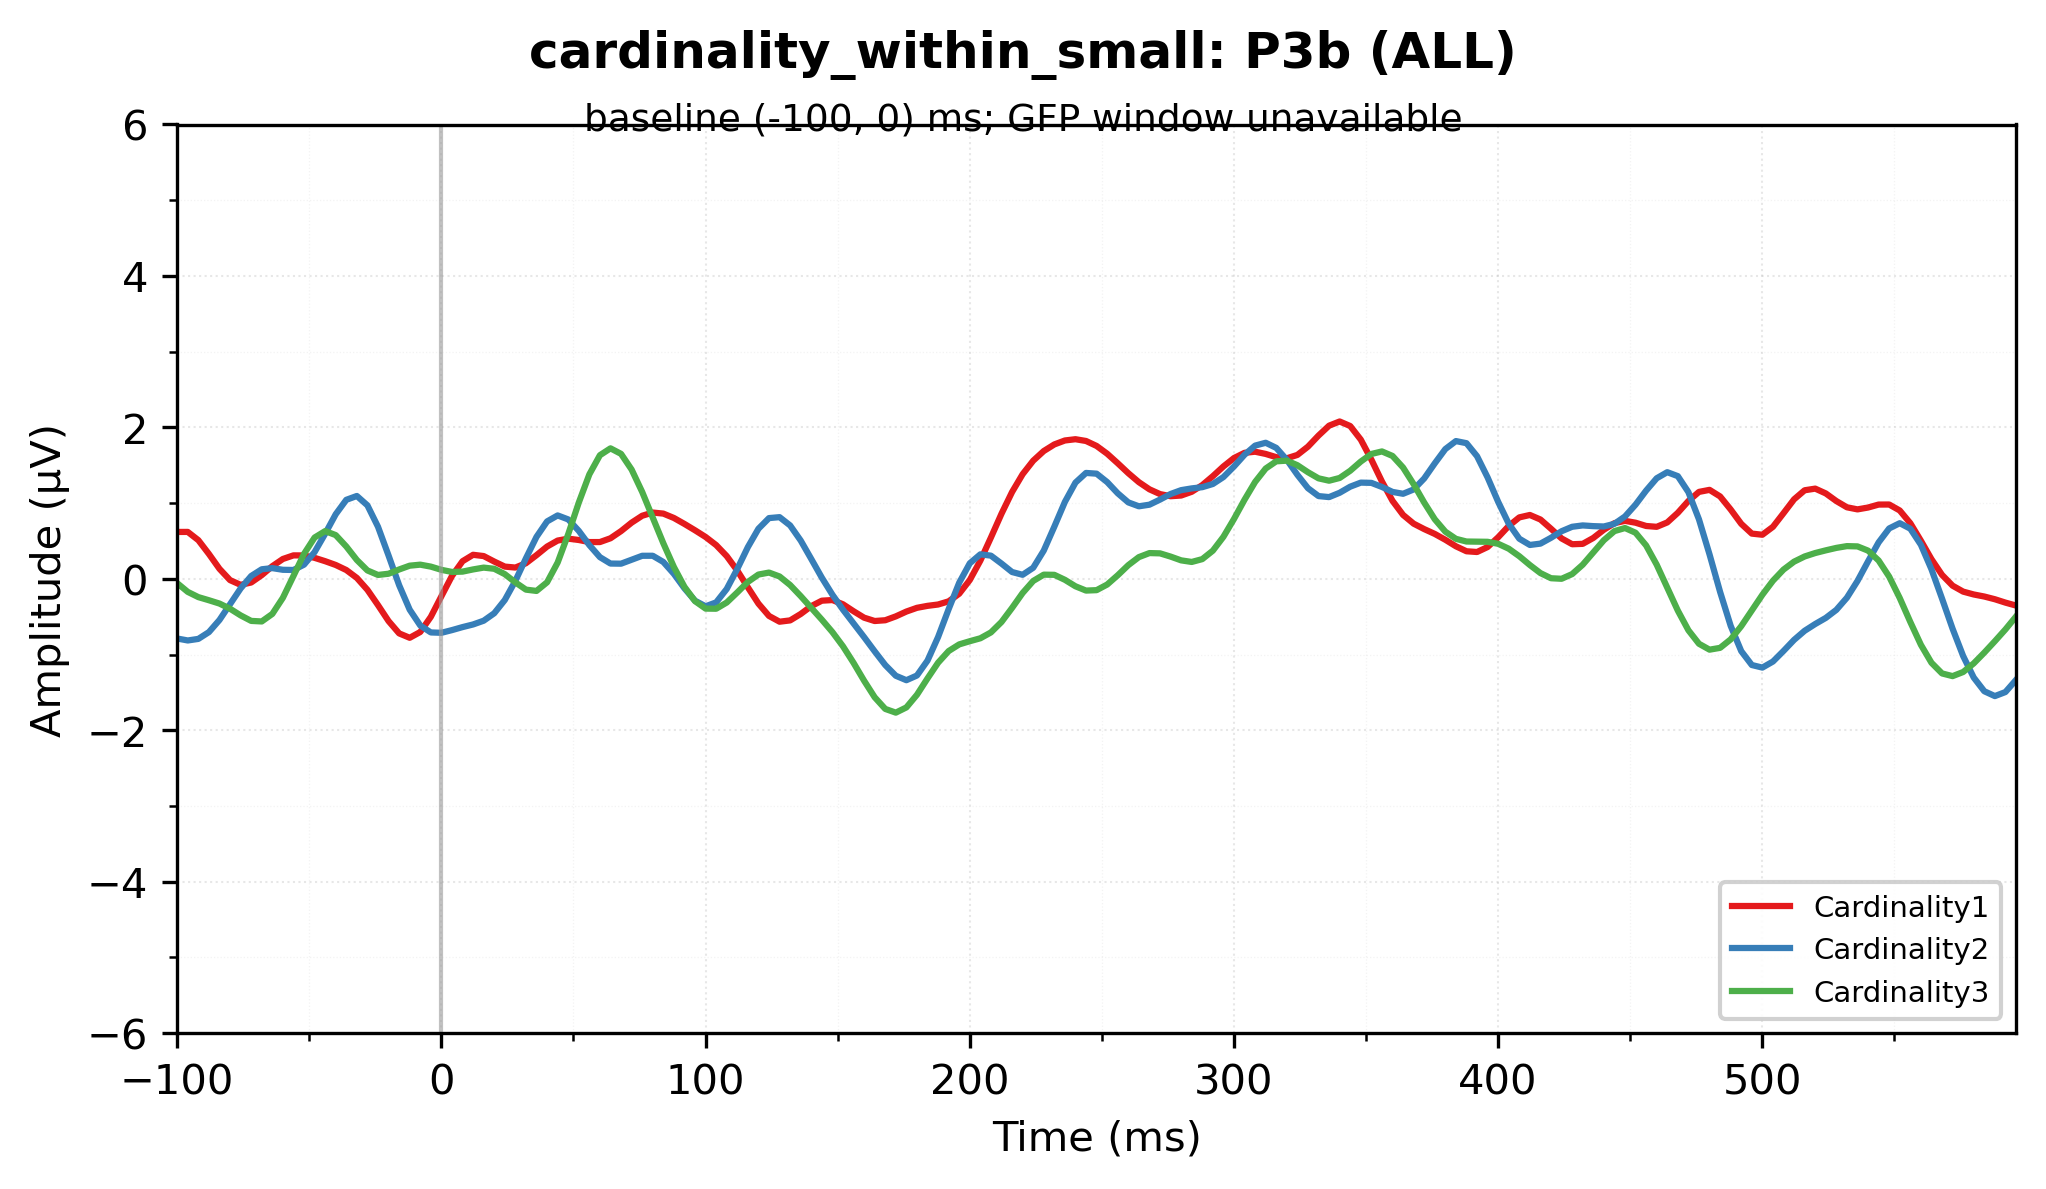 cardinality_within_small: P3b (ALL)
baseline (-100, 0) ms; GFP window unavailable
6
4
2
0
−2
−4
−6
Amplitude (μV)
−100
0
100
200
300
400
500
Time (ms)
Cardinality1
Cardinality2
Cardinality3